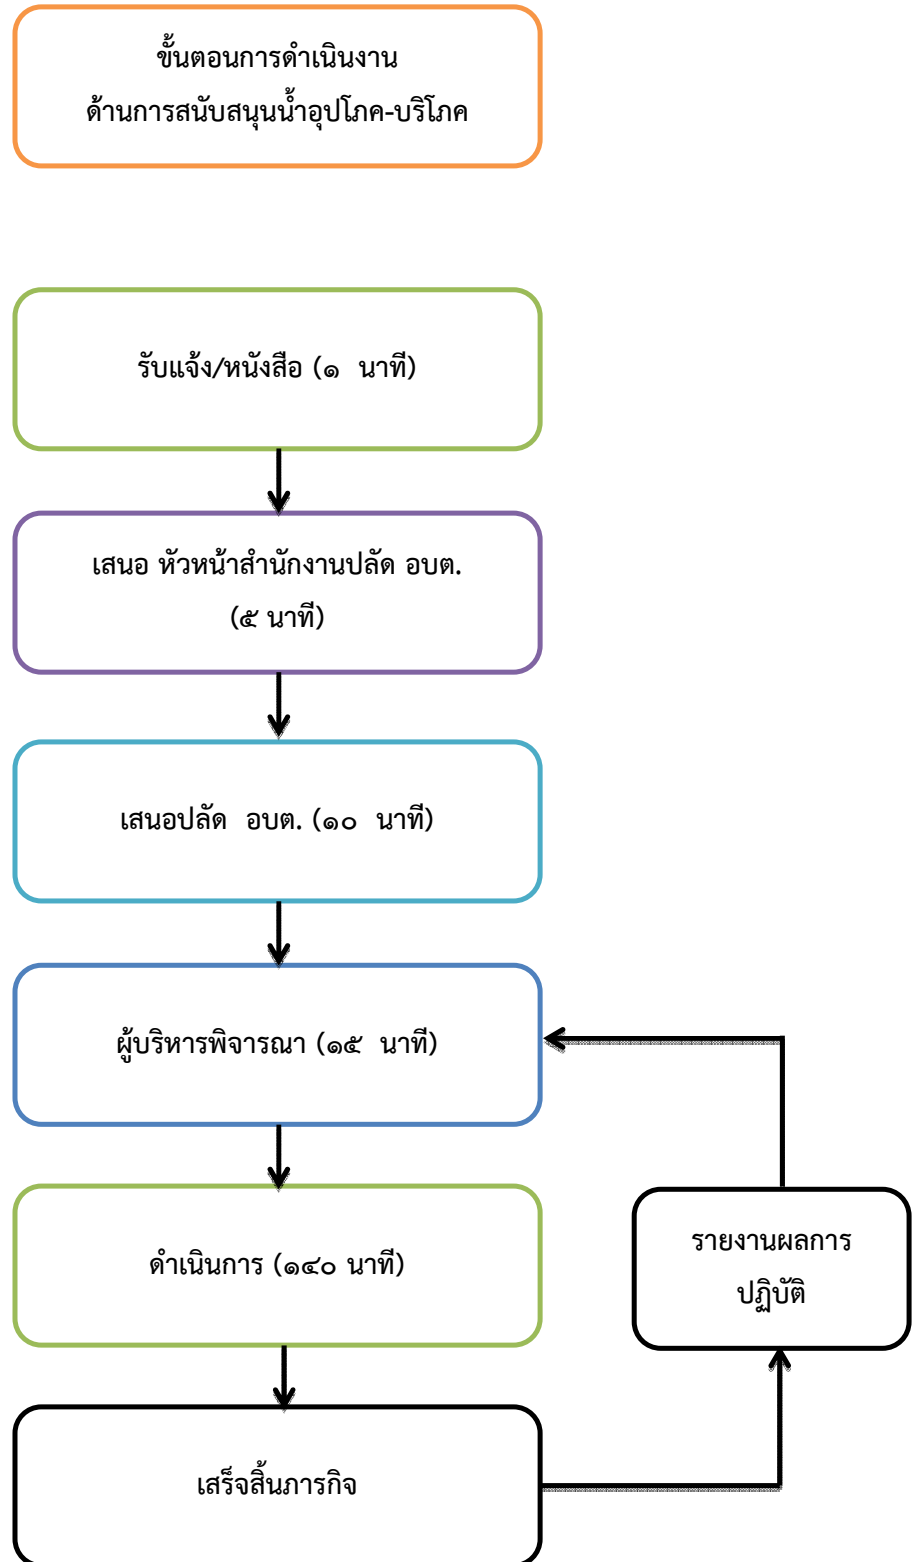 ขั้นตอนการดำเนินงาน
ด้านการสนับสนุนน้ำอุปโภค-บริโภค
รับแจ้ง/หนังสือ (๑ นาที)
เสนอ หัวหน้าสำนักงานปลัด อบต.
(๕ นาที)
เสนอปลัด อบต. (๑๐ นาที)
ผู้บริหารพิจารณา (๑๕ นาที)
ดำเนินการ (๑๔๐ นาที)
รายงานผลการ
ปฏิบัติ
เสร็จสิ้นภารกิจ